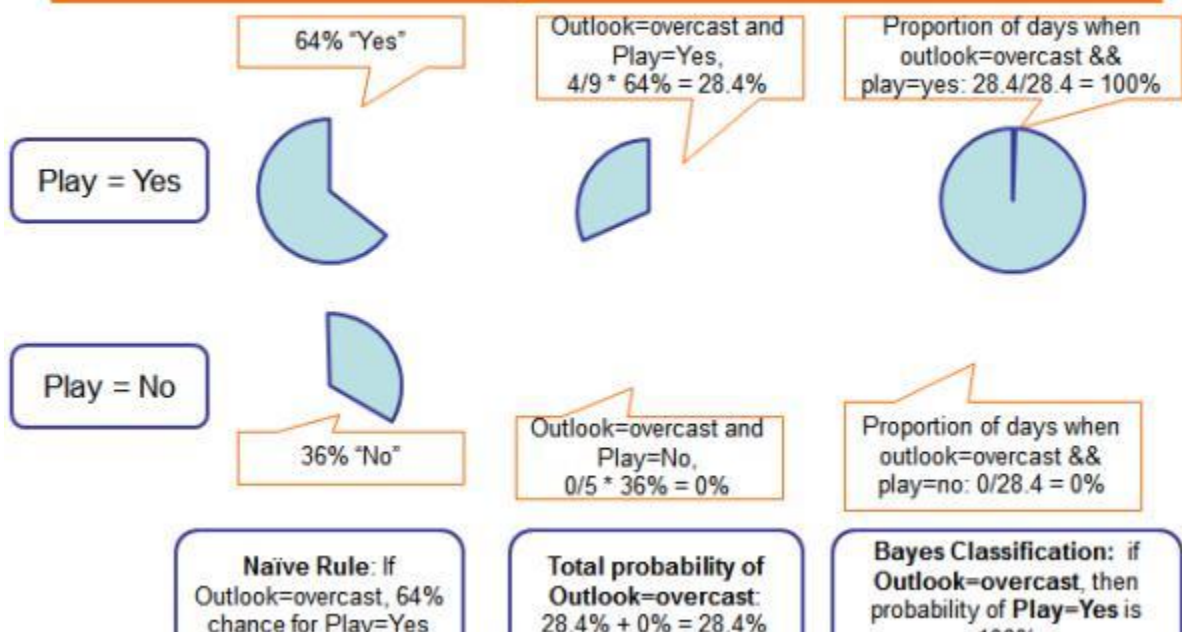 64% “Yes”
Outlook=overcast and
Play=Yes,
4/9 * 64% = 28.4%
Proportion of days when
outlook=overcast &&
play=yes: 28.4/28.4 = 100%
Play = Yes
Play = No
36% “No”
Outlook=overcast and
Play=No,
0/5 * 36% = 0%
Proportion of days when
outlook=overcast &&
play=no: 0/28.4 = 0%
Naïve Rule: If
Outlook=overcast, 64%
chance for Play=Yes
Total probability of
Outlook=overcast:
28.4% + 0% = 28.4%
Bayes Classification: if
Outlook=overcast, then
probability of Play=Yes is